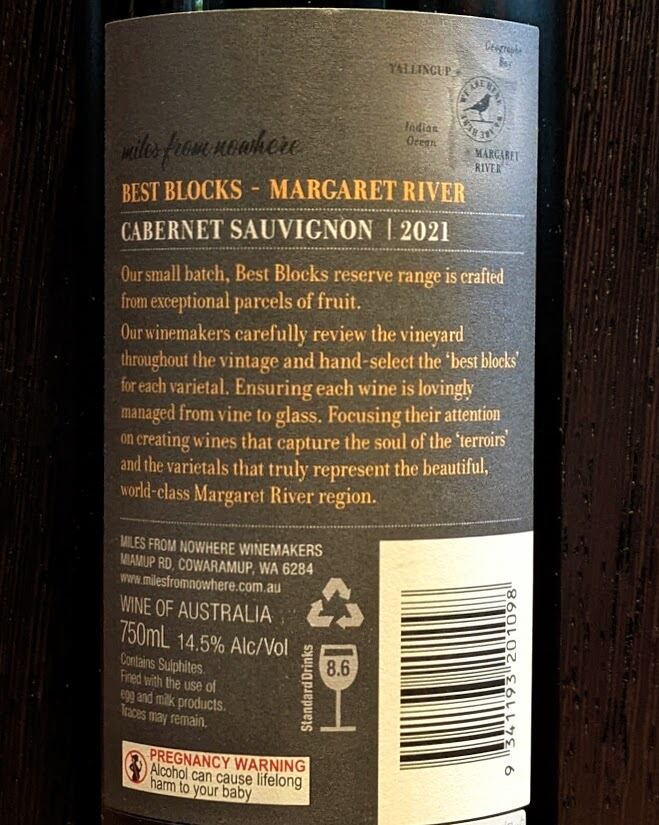 Geographe
Bay
YALLINGUP
WE ARE HERE WE ARE HERE
Indian
Ocean
MARGARET
RIVER
miles from nowhere
BEST BLOCKS - MARGARET RIVER
CABERNET SAUVIGNON | 2021
Our small batch, Best Blocks reserve range is crafted
from exceptional parcels of fruit.
Our winemakers carefully review the vineyard
throughout the vintage and hand-select the ‘best blocks’
for each varietal. Ensuring each wine is lovingly
managed from vine to glass. Focusing their attention
on creating wines that capture the soul of the ‘terroirs’
and the varietals that truly represent the beautiful,
world-class Margaret River region.
MILES FROM NOWHERE WINEMAKERS
MIAMUP RD, COWARAMUP, WA 6284
www.milesfromnowhere.com.au
WINE OF AUSTRALIA
750mL 14.5% Alc/Vol
Contains Sulphites.
Fined with the use of
egg and milk products.
Traces may remain.
Standard Drinks
8.6
PREGNANCY WARNING
Alcohol can cause lifelong
harm to your baby
9 341193 201098